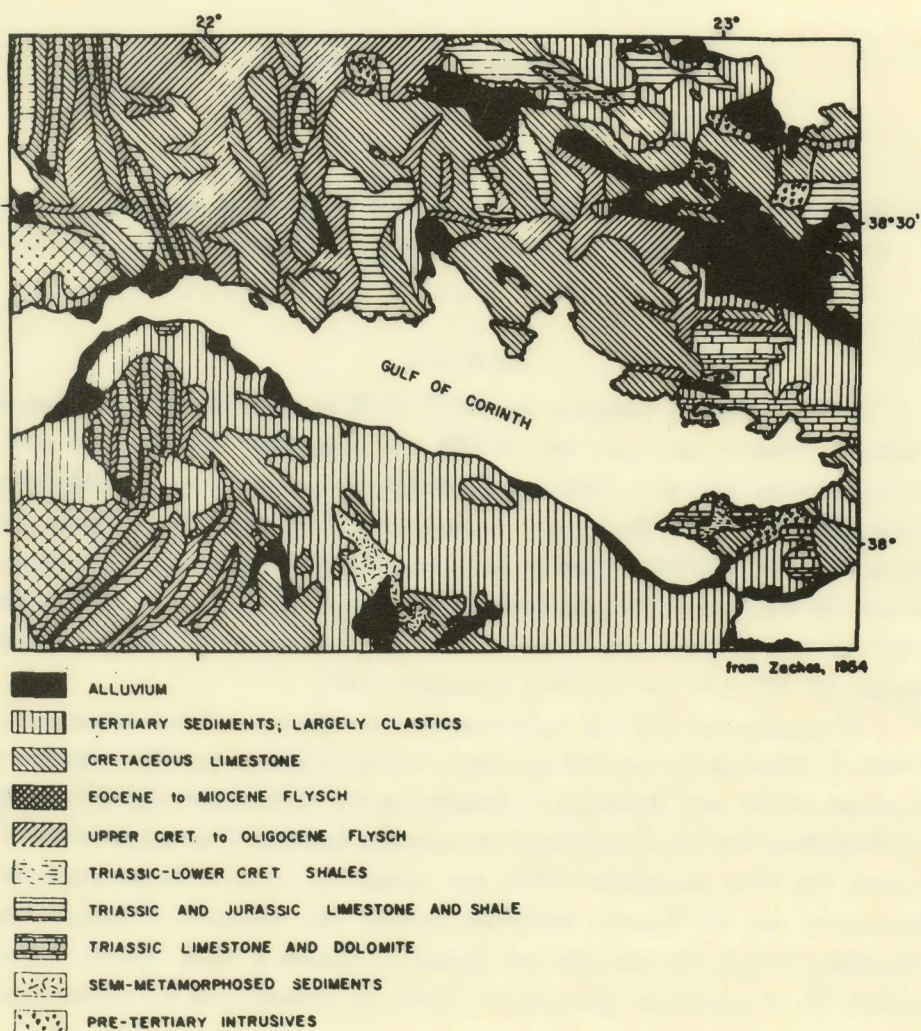 22°
23°
38°30'
GULF OF CORINTH
38°
from Zaches, 1954
ALLUVIUM
TERTIARY SEDIMENTS; LARGELY CLASTICS
CRETACEOUS LIMESTONE
EOCENE to MIOCENE FLYSCH
UPPER CRET. to OLIGOCENE FLYSCH
TRIASSIC-LOWER CRET SHALES
TRIASSIC AND JURASSIC LIMESTONE AND SHALE
TRIASSIC LIMESTONE AND DOLOMITE
SEMI-METAMORPHOSED SEDIMENTS
PRE-TERTIARY INTRUSIVES